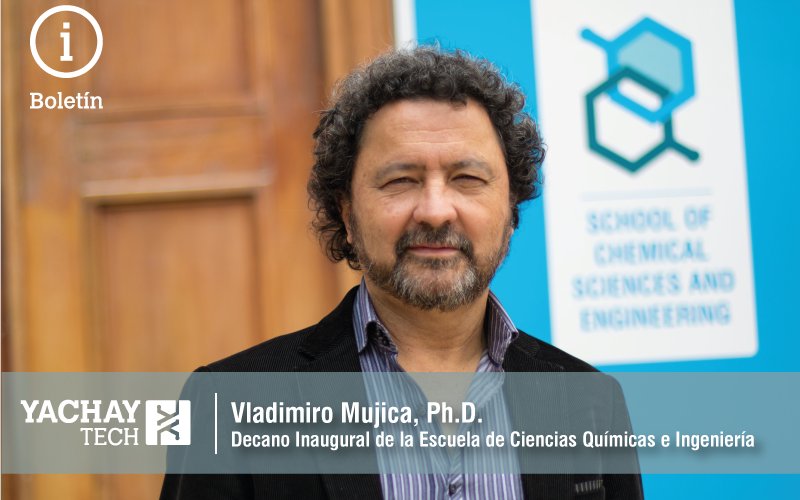 Boletín
SCHOOL OF
CHEMICAL
SCIENCES AND
ENGINEERING
YACHAY
TECH
Vladimiro Mujica, Ph.D.
Decano Inaugural de la Escuela de Ciencias Químicas e Ingeniería